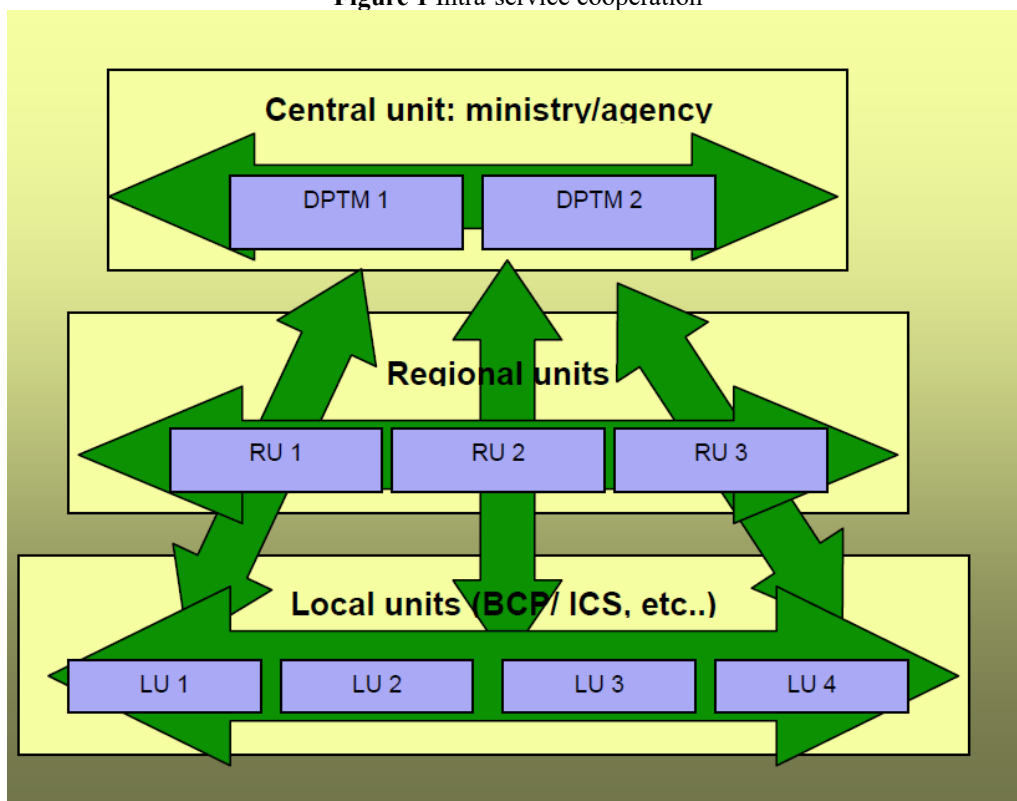 Figure 1 Intra-service cooperation
Central unit: ministry/agency
DPTM 1
DPTM 2
Regional units
RU 1
RU 2
RU 3
Local units (BCP/ ICS, etc..)
LU 1
LU 2
LU 3
LU 4